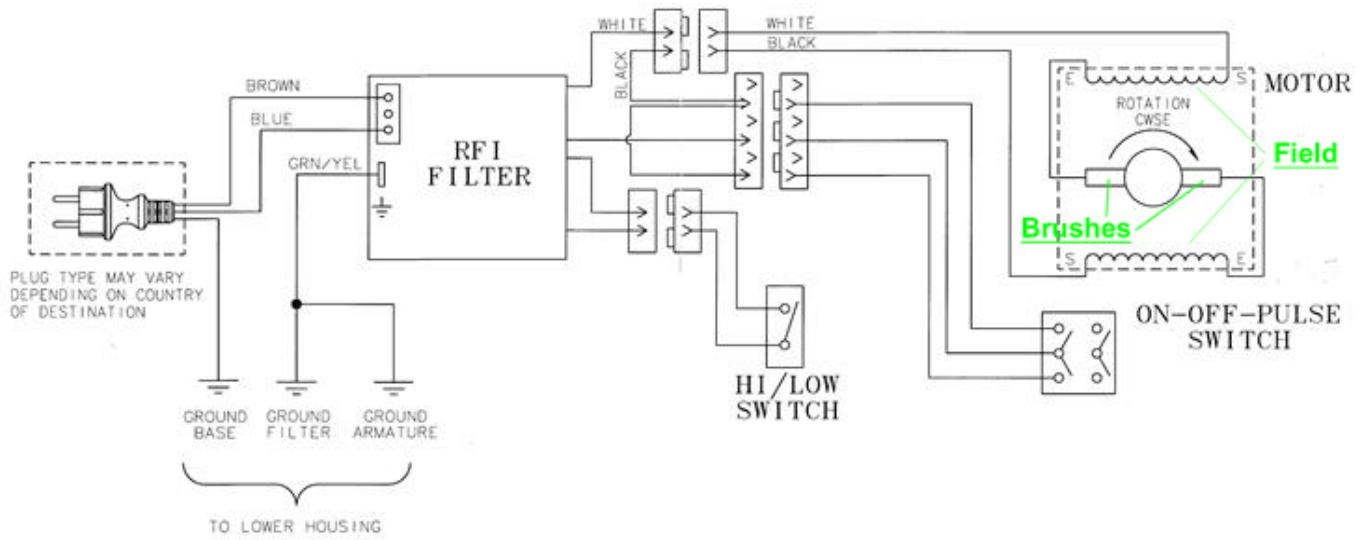 BROWN
BLUE
GRN/YEL
PLUG TYPE MAY VARY
DEPENDING ON COUNTRY
OF DESTINATION
GROUND
BASE
GROUND
FILTER
GROUND
ARMATURE
TO LOWER HOUSING
RFI
FILTER
WHITE
BLACK
WHITE
BLACK
HI/LOW
SWITCH
E
S
MOTOR
ROTATION
CWSE
Field
Brushes
S
E
ON-OFF-PULSE
SWITCH